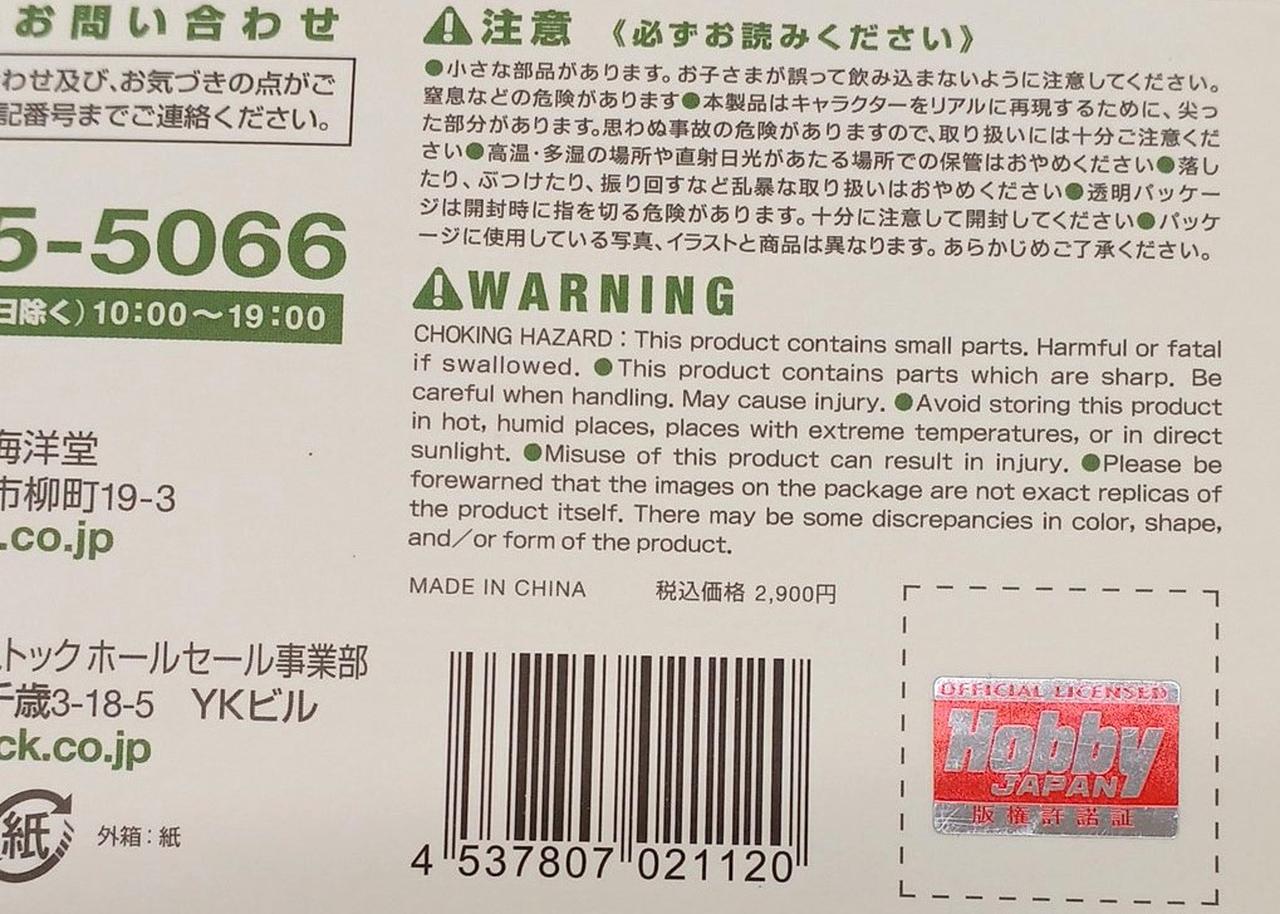 お問い合わせ
わせ及び、お気づきの点がご
記番号までご連絡ください。
5-5066
日除く）10:00～19:00
海洋堂
市柳町19-3
.co.jp
トックホールセール事業部
千歳3-18-5 YKビル
ck.co.jp
紙
外箱：紙
注意 《必ずお読みください》
●小さな部品があります。お子さまが誤って飲み込まないように注意してください。
窒息などの危険があります●本製品はキャラクターをリアルに再現するために、尖っ
た部分があります。思わぬ事故の危険がありますので、取り扱いには十分ご注意くだ
さい●高温・多湿の場所や直射日光があたる場所での保管はおやめください●落し
たり、ぶつけたり、振り回すなど乱暴な取り扱いはおやめください●透明パッケー
ジは開封時に指を切る危険があります。十分に注意して開封してください●パッケ
ージに使用している写真、イラストと商品は異なります。あらかじめご了承ください。
WARNING
CHOKING HAZARD : This product contains small parts. Harmful or fatal
if swallowed. ●This product contains parts which are sharp. Be
careful when handling. May cause injury. ●Avoid storing this product
in hot, humid places, places with extreme temperatures, or in direct
sunlight. ●Misuse of this product can result in injury. ●Please be
forewarned that the images on the package are not exact replicas of
the product itself. There may be some discrepancies in color, shape,
and／or form of the product.
MADE IN CHINA 税込価格 2,900円
4 537807 021120
OFFICIAL LICENSED
Hobby
JAPAN
版権許諾証